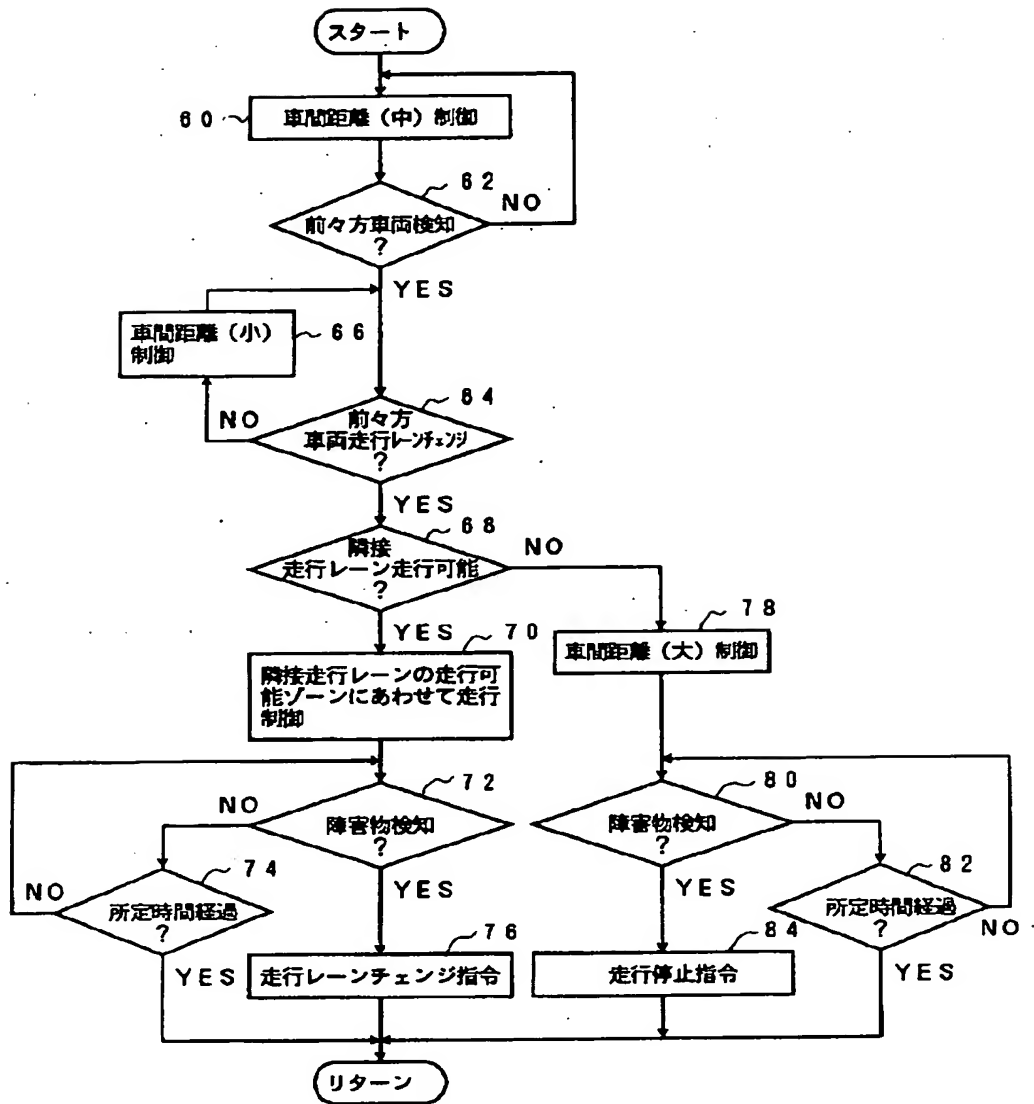 スタート
60
車間距離（中）制御
62
NO
前々方車両検知
?
YES
車間距離（小）
制御
66
64
NO
前々方
車両走行レーンチェンジ
?
YES
68
隣接
走行レーン走行可能
?
NO
YES
70
78
隣接走行レーンの走行可
能ゾーンにあわせて走行
制御
車間距離（大）制御
72
80
NO
障害物検知
?
NO
障害物検知
?
74
82
NO
所定時間経過
?
YES
YES
所定時間経過
?
NO
76
84
YES
走行レーンチェンジ指令
走行停止指令
YES
リターン